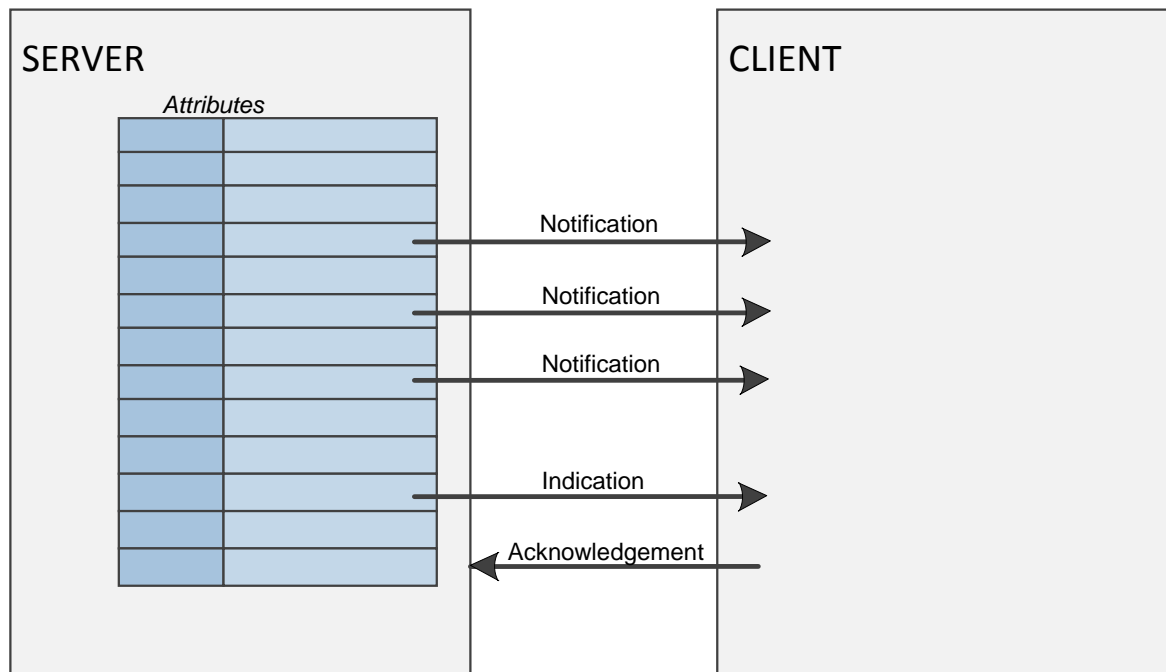 SERVER
CLIENT
Attributes
Notification
Notification
Notification
Indication
Acknowledgement